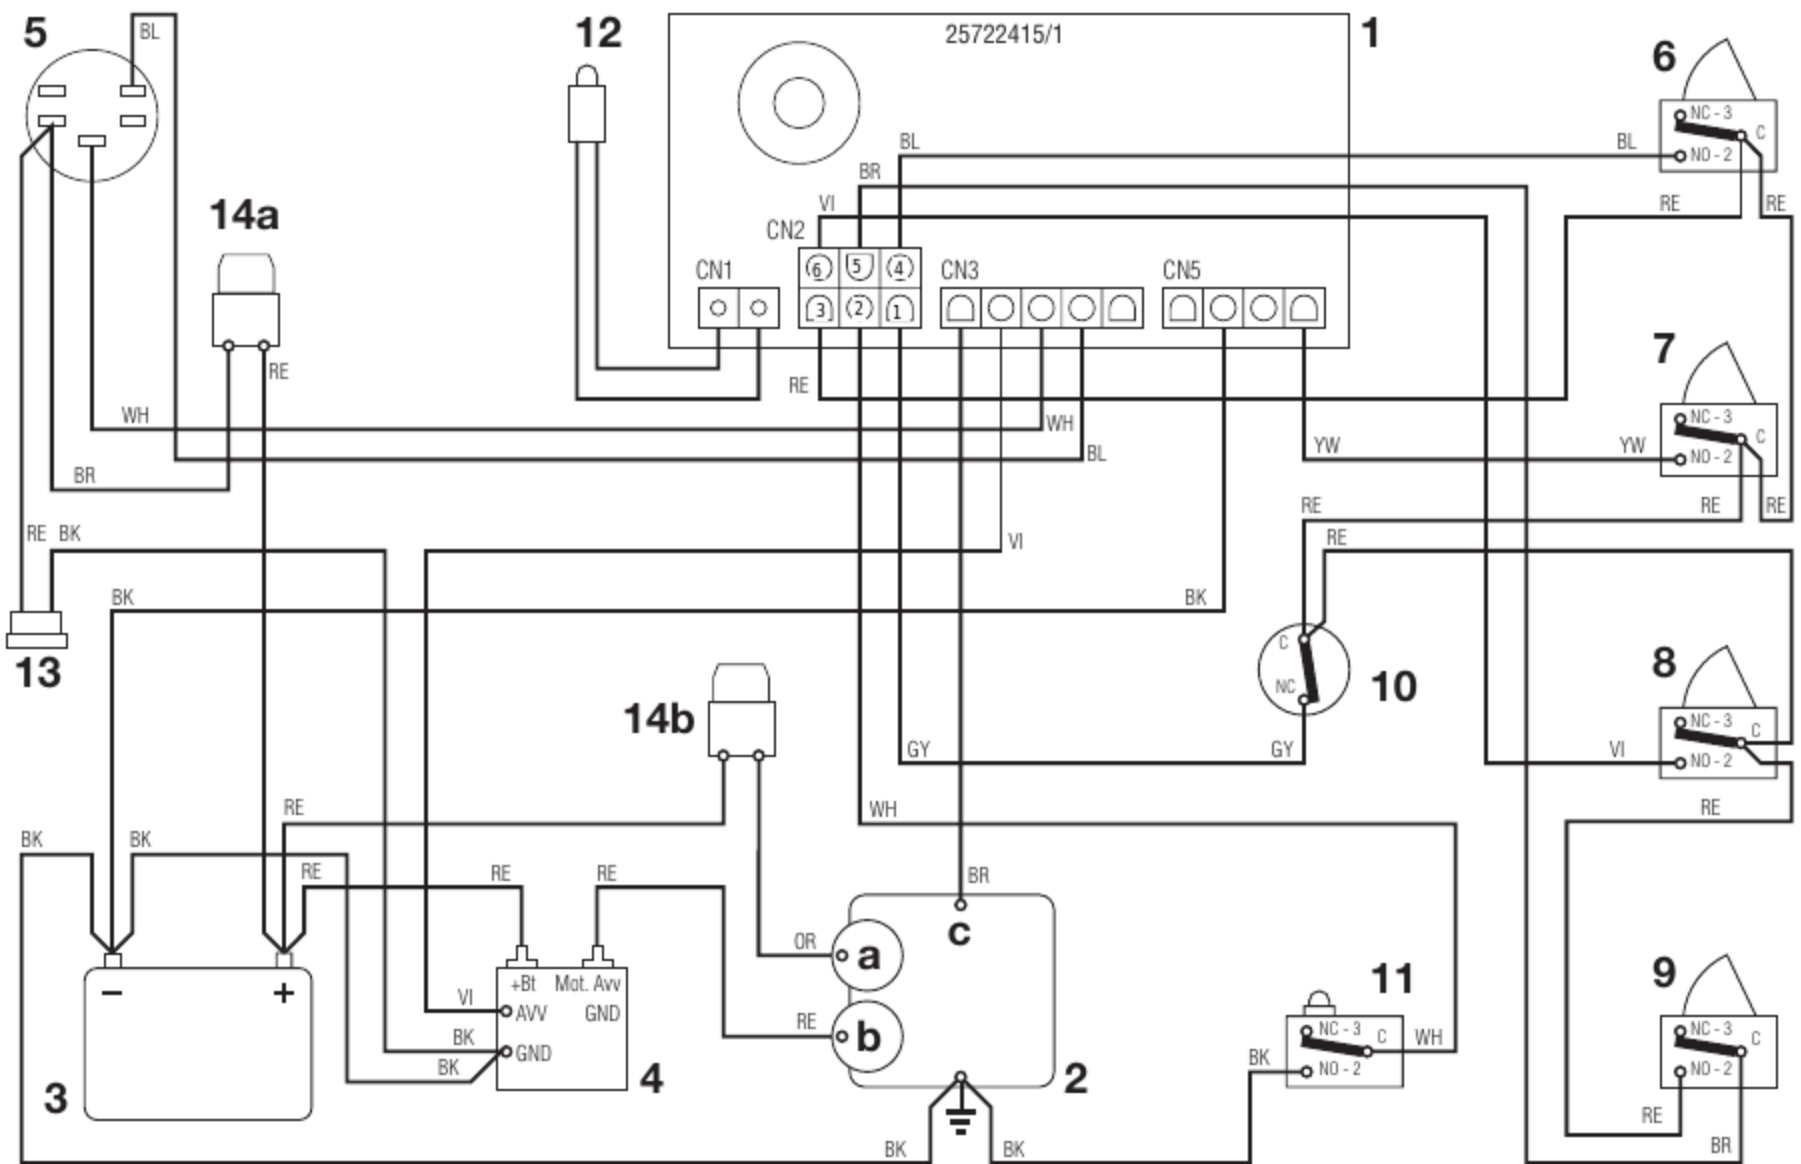 5
BL
12
25722415/1
1
6
NC - 3
C
NO - 2
BL
BL
BR
VI
RE
RE
14a
CN2
6
5
4
CN1
CN3
CN5
3
2
1
7
NC - 3
C
NO - 2
RE
RE
WH
WH
YW
YW
BL
BR
RE
RE
RE
RE
BK
RE
VI
BK
BK
13
C
NC
10
8
NC - 3
C
NO - 2
14b
GY
GY
VI
RE
WH
RE
BK
BK
RE
RE
RE
BR
c
OR
a
−
+
+Bt
Mot. Avv
VI
AVV
GND
RE
b
BK
GND
BK
3
4
2
11
NC - 3
C
WH
BK
NO - 2
9
NC - 3
C
NO - 2
RE
BK
BK
BR